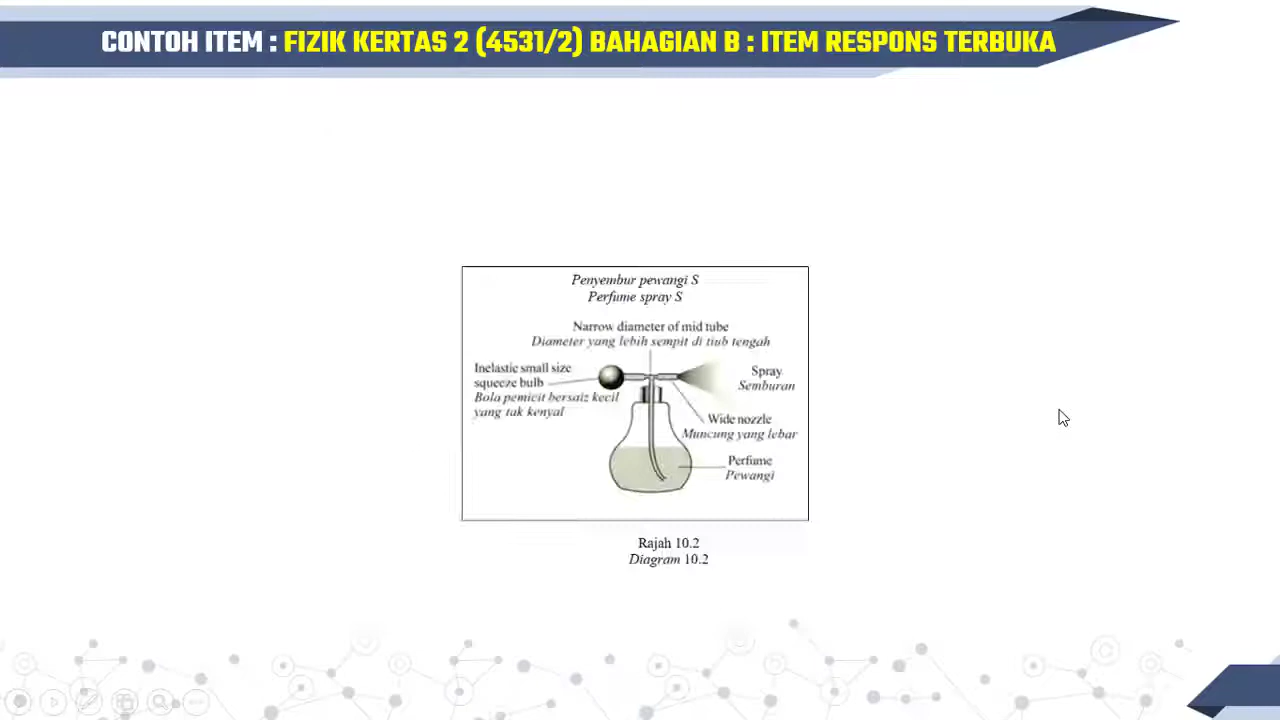 CONTOH ITEM : FIZIK KERTAS 2 (4531/2) BAHAGIAN B : ITEM RESPONS TERBUKA
Penyembur pewangi S
Perfume spray S
Narrow diameter of mid tube
Diameter yang lebih sempit di tiub tengah
Inelastic small size
squeeze bulb
Bola pemicit bersaiz kecil
yang tak kenyal
Spray
Semburan
Wide nozzle
Muncung yang lebar
Perfume
Pewangi
Rajah 10.2
Diagram 10.2